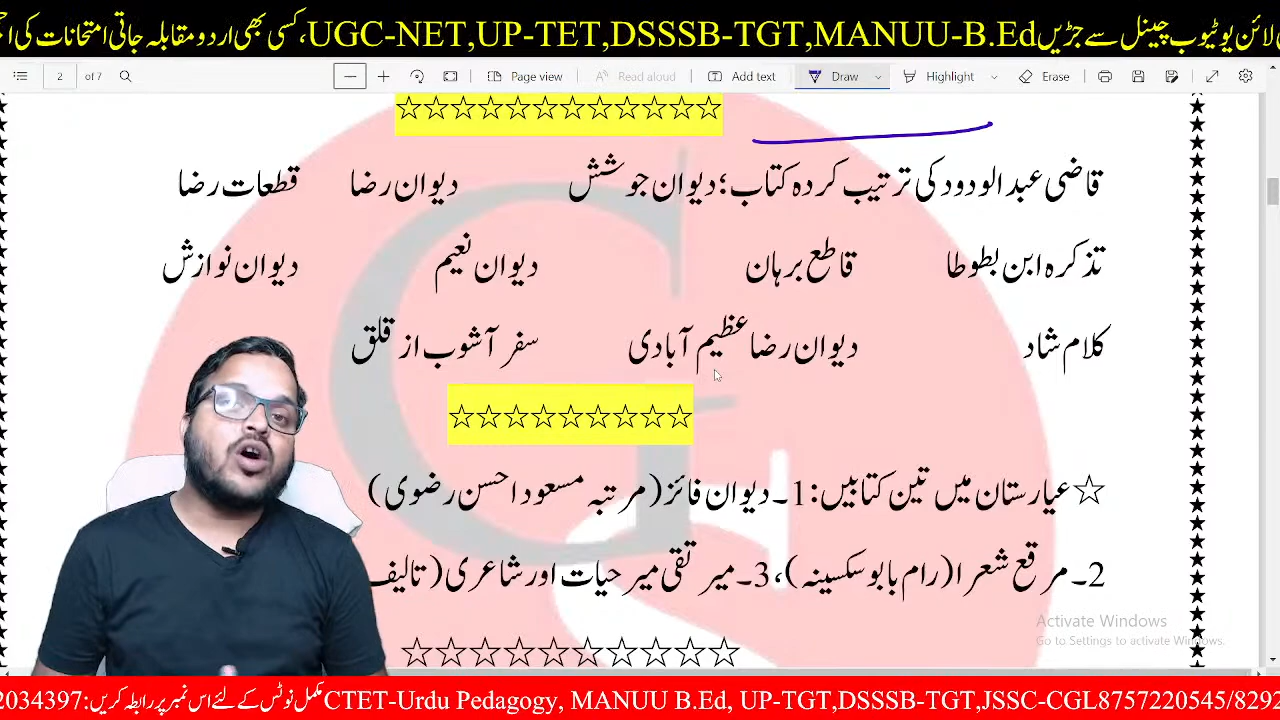 لائن یوٹیوب چینل سے جڑیں UGC-NET,UP-TET,DSSSB-TGT,MANUU-B.Ed، کسی بھی اردو مقابلہ جاتی امتحانات کی
2 of 7 Page view Read aloud Add text Draw Highlight Erase
☆☆☆☆☆☆☆☆☆☆☆☆
قاضی عبدالودود کی ترتیب کردہ کتاب؛ دیوان جوشش دیوان رضا قطعات رضا
تذکرہ ابن بطوطا قاطع برہان دیوان نعیم دیوان نوازش
کلام شاد دیوان رضا عظیم آبادی سفر آشوب از قلق
☆☆☆☆☆☆☆☆☆
☆عیارستان میں تین کتابیں: 1۔ دیوان فائز (مرتبہ مسعود احسن رضوی)
2۔ مرقع شعرا (رام بابو سکسینہ)، 3۔ میر تقی میر حیات اور شاعری (تالیف
☆☆☆☆☆☆☆☆☆☆☆
Activate Windows
Go to Settings to activate Windows.
2034397: مکمل نوٹس کے لئے اس نمبر پر رابطہ کریں CTET-Urdu Pedagogy, MANUU B.Ed, UP-TGT,DSSSB-TGT,JSSC-CGL8757220545/8292